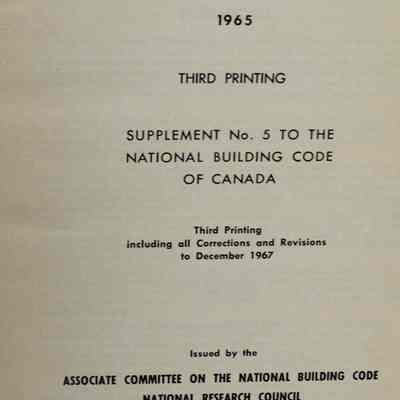 1965
THIRD PRINTING
SUPPLEMENT No. 5 TO THE
NATIONAL BUILDING CODE
OF CANADA
Third Printing
including all Corrections and Revisions
to December 1967
Issued by the
ASSOCIATE COMMITTEE ON THE NATIONAL BUILDING CODE
NATIONAL RESEARCH COUNCIL